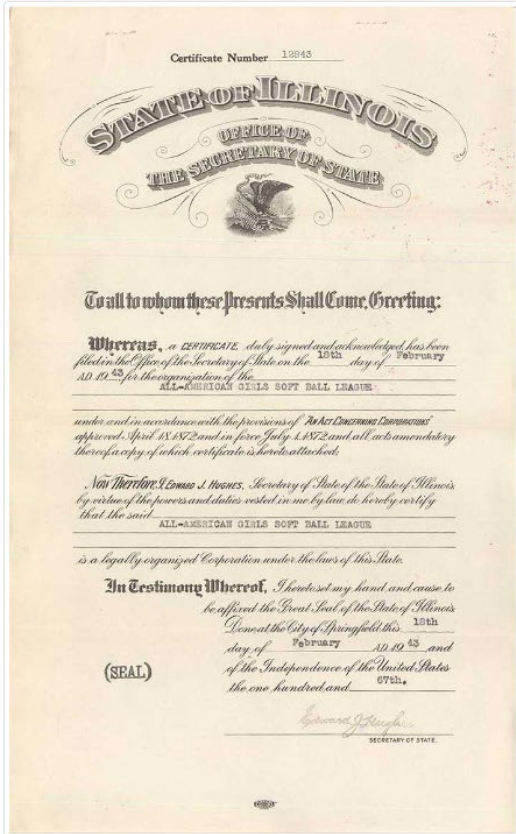 Certificate Number 12943
STATE OF ILLINOIS
OFFICE OF
THE SECRETARY OF STATE
To all to whom these Presents Shall Come, Greeting:
Whereas, a CERTIFICATE duly signed and acknowledged, has been
filed in the Office of the Secretary of State on the 18th day of February
A.D. 1943 for the organization of the
ALL-AMERICAN GIRLS SOFT BALL LEAGUE
under and in accordance with the provisions of "AN ACT CONCERNING CORPORATIONS"
approved April 18, 1872 and in force July 1, 1872 and all acts amendatory
thereof, a copy of which certificate is hereto attached;
Now Therefore, I, EDWARD J. HUGHES, Secretary of State of the State of Illinois,
by virtue of the powers and duties vested in me by law, do hereby certify
that the said
ALL-AMERICAN GIRLS SOFT BALL LEAGUE
is a legally organized Corporation under the laws of this State.
In Testimony Whereof, I hereto set my hand and cause to
be affixed the Great Seal of the State of Illinois.
Done at the City of Springfield this 18th
day of February A.D. 1943 and
(SEAL) of the Independence of the United States
the one hundred and 67th.
Edward J. Hughes
SECRETARY OF STATE.